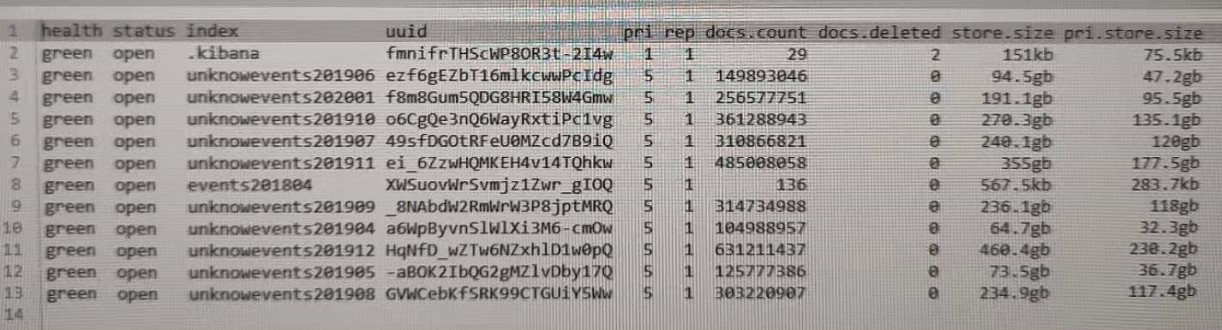 1 health status index uuid pri rep docs.count docs.deleted store.size pri.store.size
2 green open .kibana fmnifrTHScWP8OR3t-2I4w 1 1 29 2 151kb 75.5kb
3 green open unknowevents201906 ezf6gEZbT16mlkcwwPcIdg 5 1 149893046 0 94.5gb 47.2gb
4 green open unknowevents202001 f8m8Gum5QDG8HRI58W4Gmw 5 1 256577751 0 191.1gb 95.5gb
5 green open unknowevents201910 o6CgQe3nQ6WayRxtiPc1vg 5 1 361288943 0 270.3gb 135.1gb
6 green open unknowevents201907 49sfDGOtRFeU0MZcd7B9iQ 5 1 310866821 0 240.1gb 120gb
7 green open unknowevents201911 ei_6ZzwHQMKEH4v14TQhkw 5 1 485008058 0 355gb 177.5gb
8 green open events201804 XWSuovWrSvmjz1Zwr_gIOQ 5 1 136 0 567.5kb 283.7kb
9 green open unknowevents201909 _8NAbdW2RmWrW3P8jptMRQ 5 1 314734988 0 236.1gb 118gb
10 green open unknowevents201904 a6WpByvnSlWlXi3M6-cmOw 5 1 104988957 0 64.7gb 32.3gb
11 green open unknowevents201912 HqNfD_wZTw6NZxhlD1w0pQ 5 1 631211437 0 460.4gb 230.2gb
12 green open unknowevents201905 -aBOK2IbQG2gMZlvDby17Q 5 1 125777386 0 73.5gb 36.7gb
13 green open unknowevents201908 GVWCebKfSRK99CTGUiY5Ww 5 1 303220907 0 234.9gb 117.4gb
14